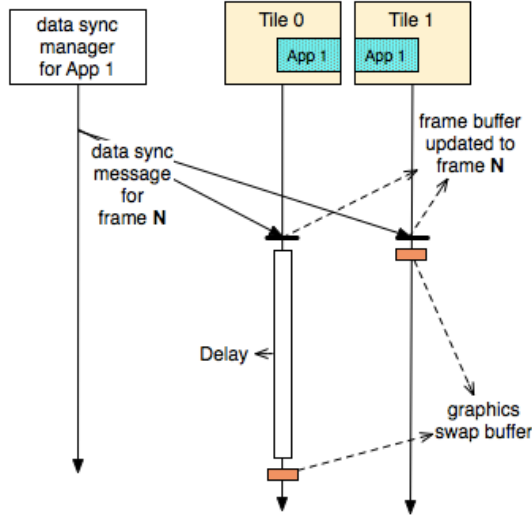 data sync
manager
for App 1
Tile 0
App 1
Tile 1
App 1
data sync
message
for
frame N
frame buffer
updated to
frame N
Delay
graphics
swap buffer